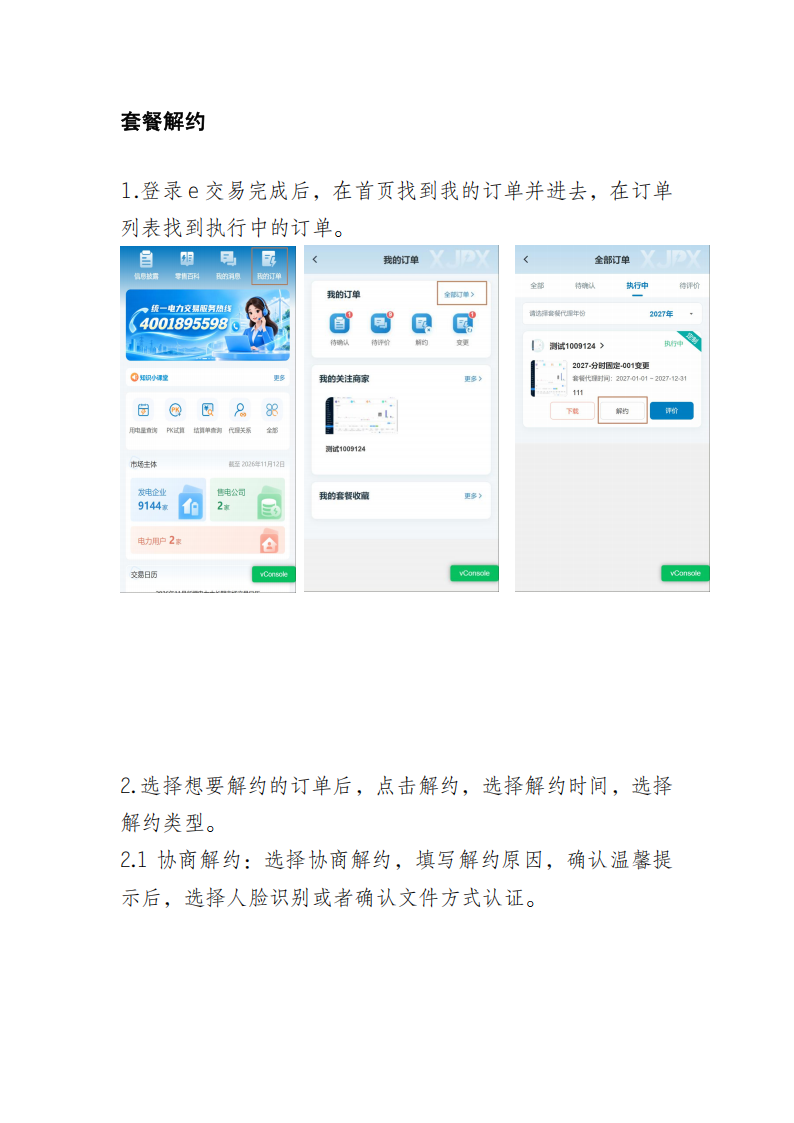 套餐解约
1.登录 e 交易完成后，在首页找到我的订单并进去，在订单
列表找到执行中的订单。
信息披露 零售百科 我的消息 我的订单
统一电力交易服务热线
4001895598
知识小课堂 更多
用电量查询 PK试算 结算单查询 代理关系 全部
市场主体 截至 2026年11月12日
发电企业
9144家
售电公司
2家
电力用户 2家
交易日历
vConsole
我的订单
XJPX
我的订单 全部订单 >
1 9 1
待确认 待评价 解约 变更
我的关注商家 更多 >
测试1009124
我的套餐收藏 更多 >
vConsole
全部订单
XJPX
全部 待确认 执行中 待评价
请选择套餐代理年份 2027年
测试1009124 > 执行中
定制
2027-分时固定-001变更
套餐代理时间：2027-01-01 ~ 2027-12-31
111
下载 解约 评价
vConsole
2.选择想要解约的订单后，点击解约，选择解约时间，选择
解约类型。
2.1 协商解约：选择协商解约，填写解约原因，确认温馨提
示后，选择人脸识别或者确认文件方式认证。